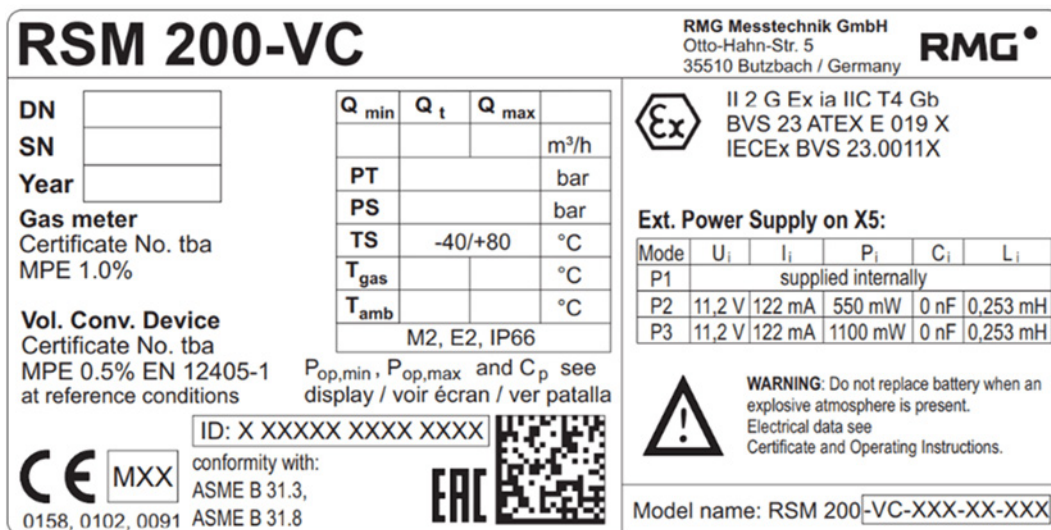 RSM 200-VC
RMG Messtechnik GmbH
Otto-Hahn-Str. 5
35510 Butzbach / Germany
RMG
DN
SN
Year
Gas meter
Certificate No. tba
MPE 1.0%
Vol. Conv. Device
Certificate No. tba
MPE 0.5% EN 12405-1
at reference conditions
Q min Q t Q max
m³/h
PT bar
PS bar
TS -40/+80 °C
T gas °C
T amb °C
M2, E2, IP66
P op,min , P op,max and C p see
display / voir écran / ver patalla
ID: X XXXXX XXXX XXXX
CE MXX
0158, 0102, 0091
conformity with:
ASME B 31.3,
ASME B 31.8
EAC
Ex
II 2 G Ex ia IIC T4 Gb
BVS 23 ATEX E 019 X
IECEx BVS 23.0011X
Ext. Power Supply on X5:
Mode U i I i P i C i L i
P1 supplied internally
P2 11,2 V 122 mA 550 mW 0 nF 0,253 mH
P3 11,2 V 122 mA 1100 mW 0 nF 0,253 mH
WARNING: Do not replace battery when an
explosive atmosphere is present.
Electrical data see
Certificate and Operating Instructions.
Model name: RSM 200-VC-XXX-XX-XXX